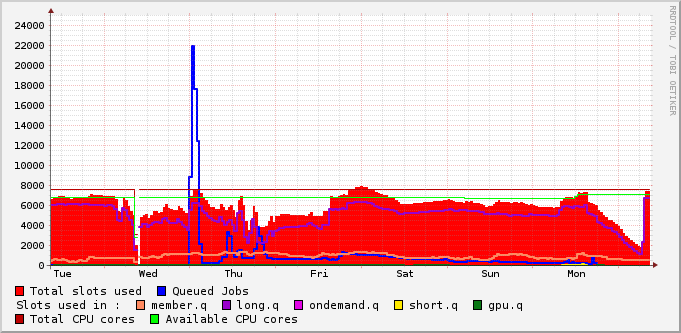 RRDTOOL / TOBI OETIKER
24000
22000
20000
18000
16000
14000
12000
10000
8000
6000
4000
2000
0
Tue Wed Thu Fri Sat Sun Mon
Total slots used Queued Jobs
Slots used in : member.q long.q ondemand.q short.q gpu.q
Total CPU cores Available CPU cores